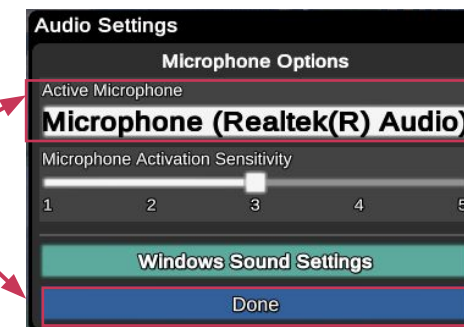 Audio Settings
Microphone Options
Active Microphone
Microphone (Realtek(R) Audio)
Microphone Activation Sensitivity
1 2 3 4 5
Windows Sound Settings
Done